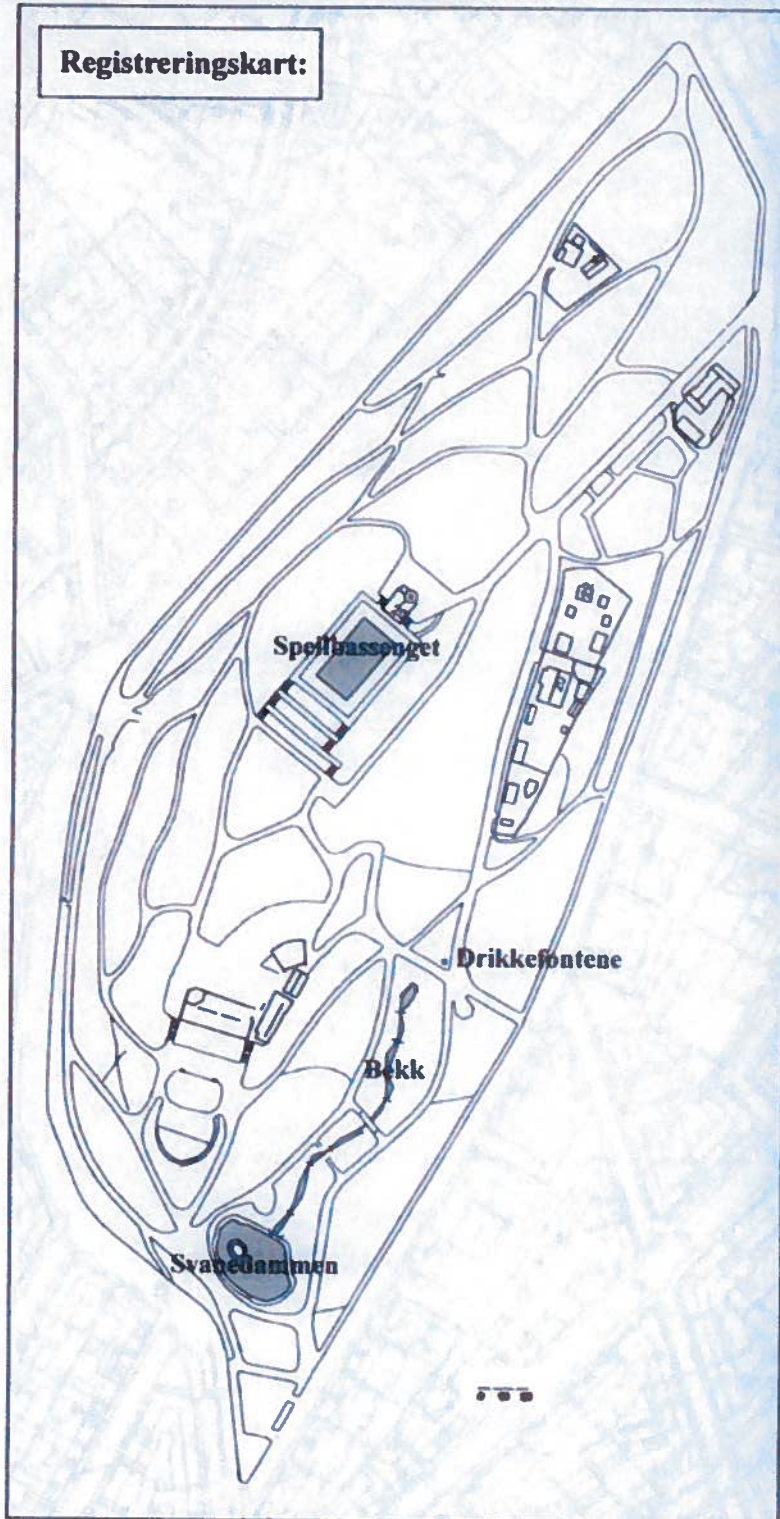 Registreringskart:
Speilbassenget
Drikkefontene
Bekk
Svanedammen